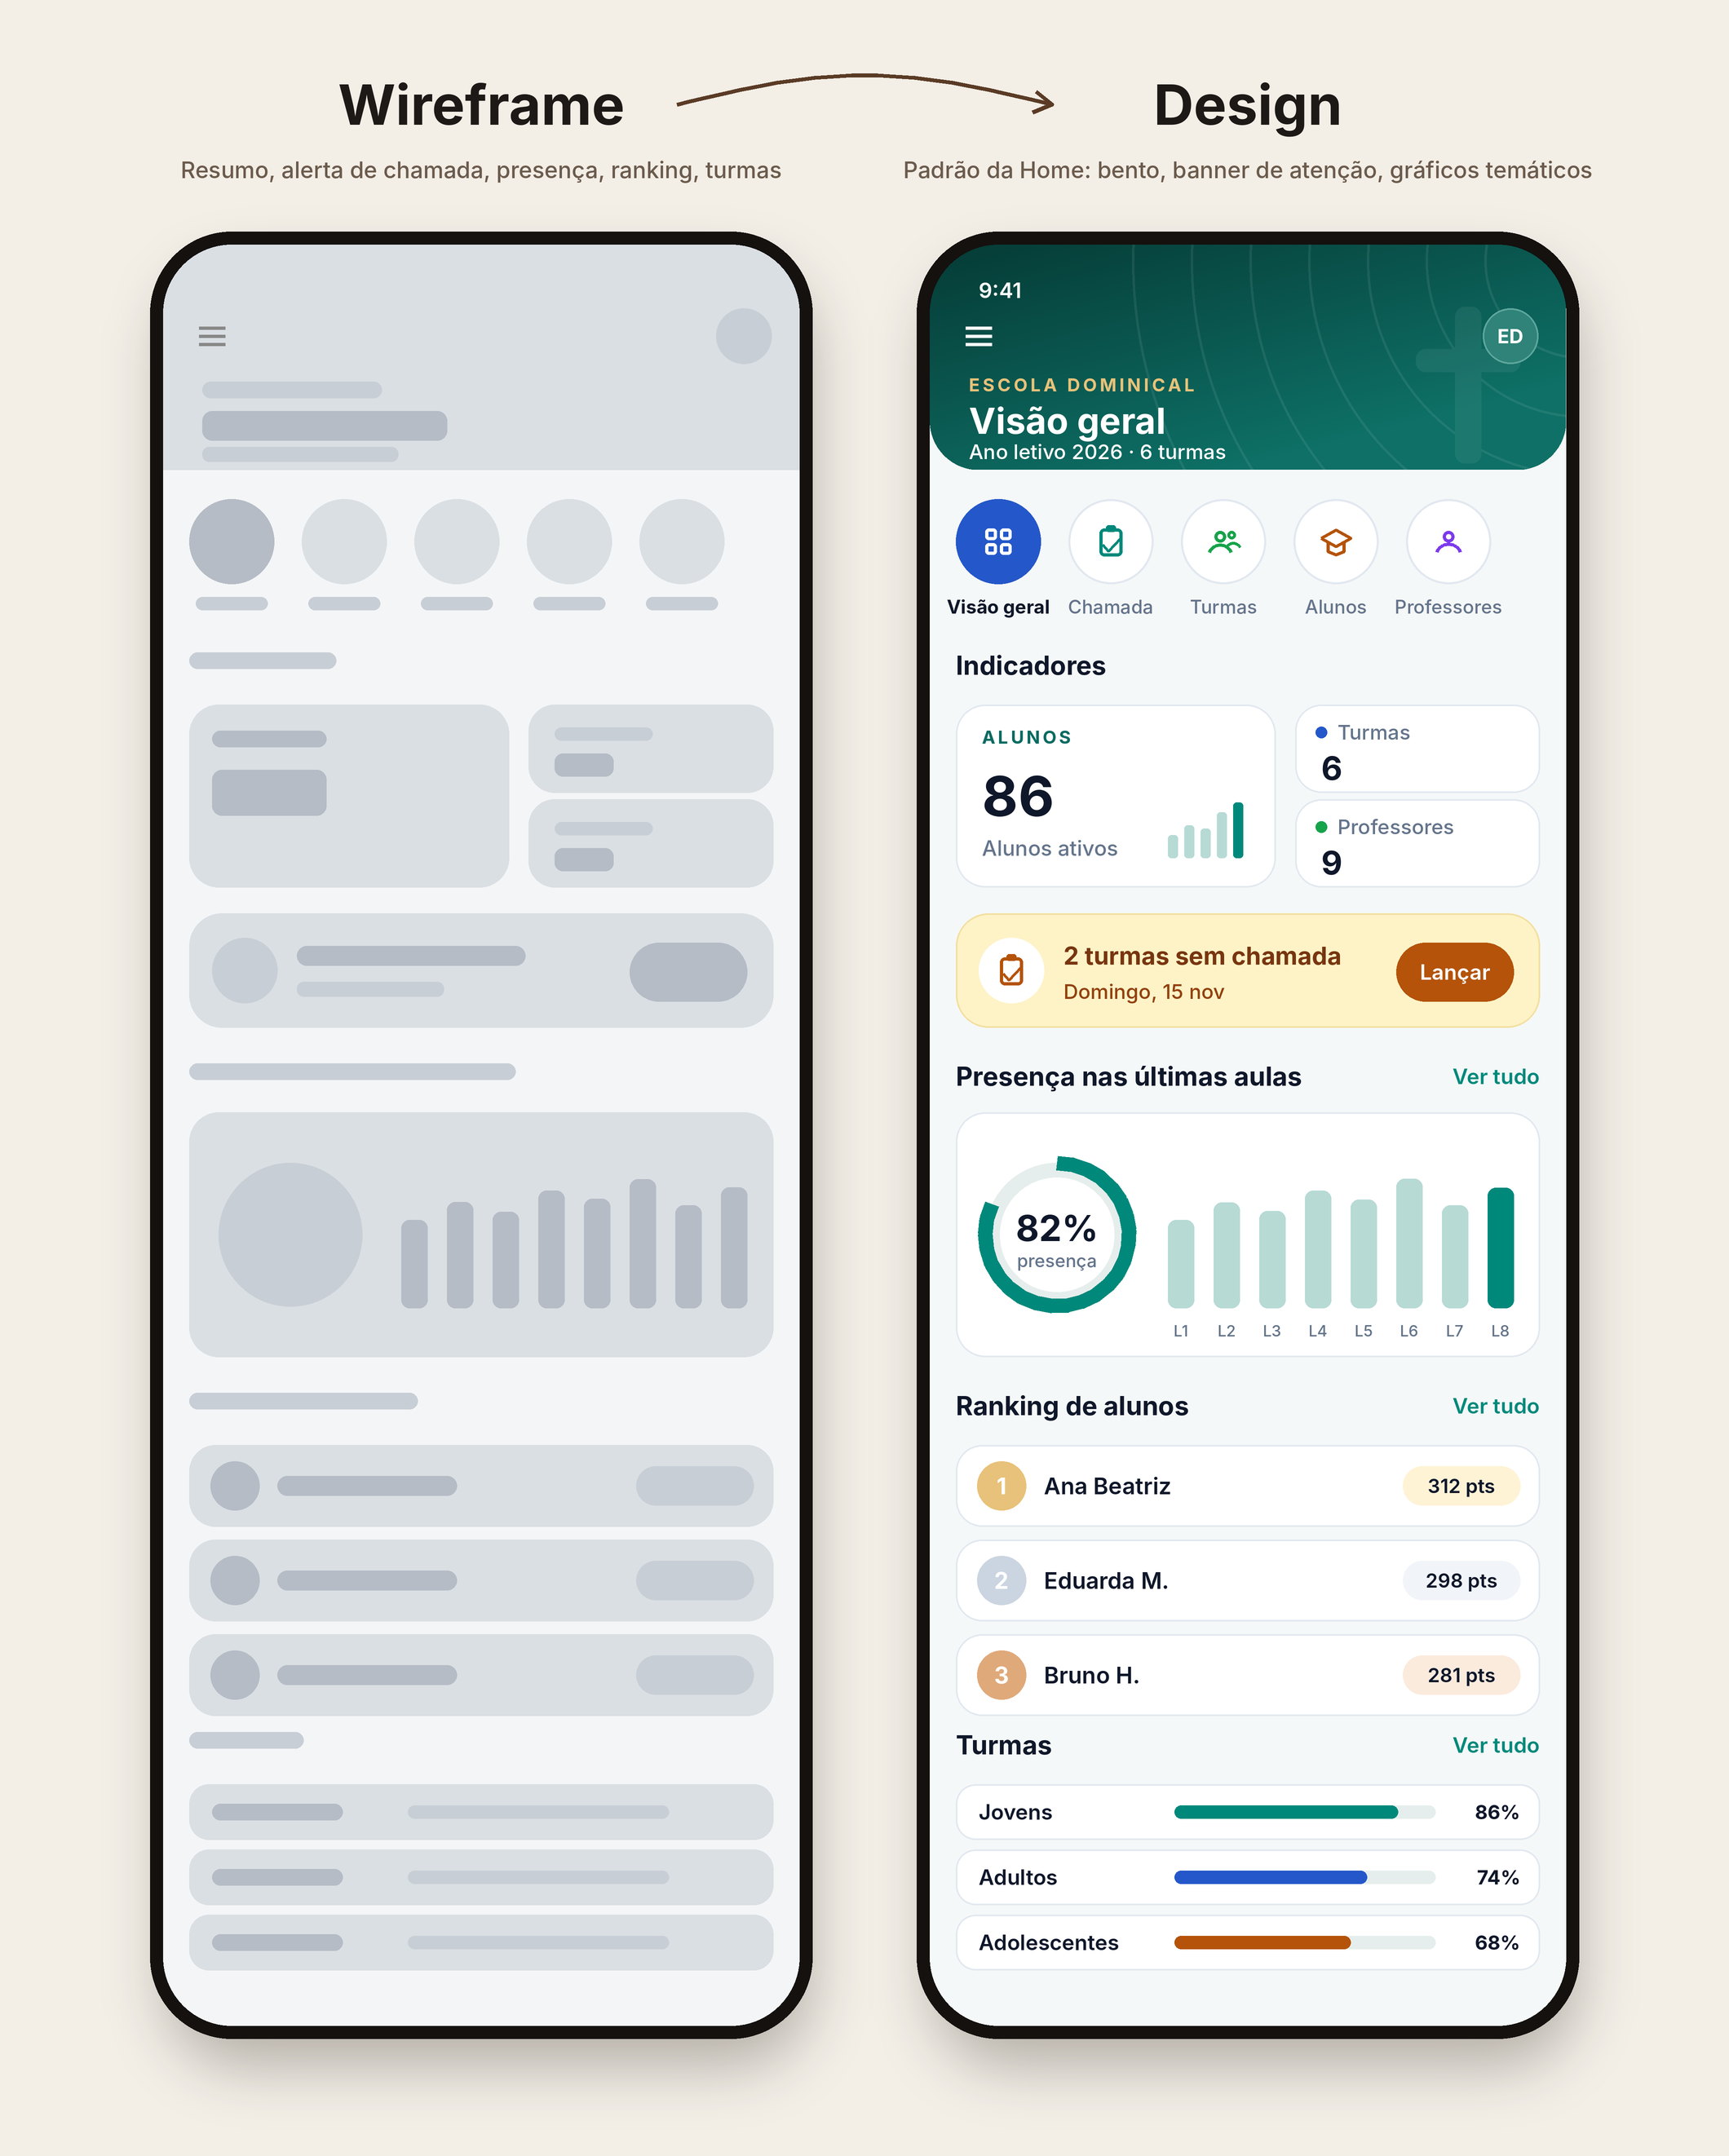 Wireframe
Resumo, alerta de chamada, presença, ranking, turmas
Design
Padrão da Home: bento, banner de atenção, gráficos temáticos
9:41
ED
ESCOLA DOMINICAL
Visão geral
Ano letivo 2026 · 6 turmas
Visão geral
Chamada
Turmas
Alunos
Professores
Indicadores
ALUNOS
86
Alunos ativos
Turmas
6
Professores
9
2 turmas sem chamada
Domingo, 15 nov
Lançar
Presença nas últimas aulas
Ver tudo
82%
presença
L1 L2 L3 L4 L5 L6 L7 L8
Ranking de alunos
Ver tudo
1 Ana Beatriz 312 pts
2 Eduarda M. 298 pts
3 Bruno H. 281 pts
Turmas
Ver tudo
Jovens 86%
Adultos 74%
Adolescentes 68%